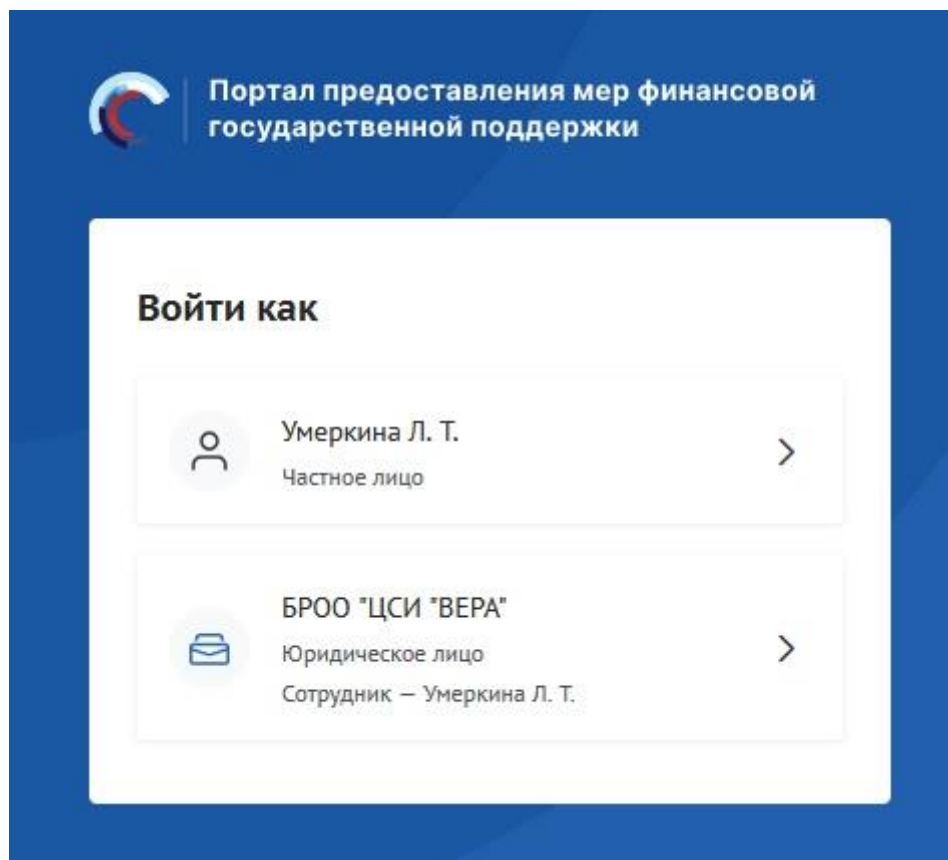 Портал предоставления мер финансовой
государственной поддержки
Войти как
Умеркина Л. Т.
Частное лицо
БРОО "ЦСИ "ВЕРА"
Юридическое лицо
Сотрудник — Умеркина Л. Т.